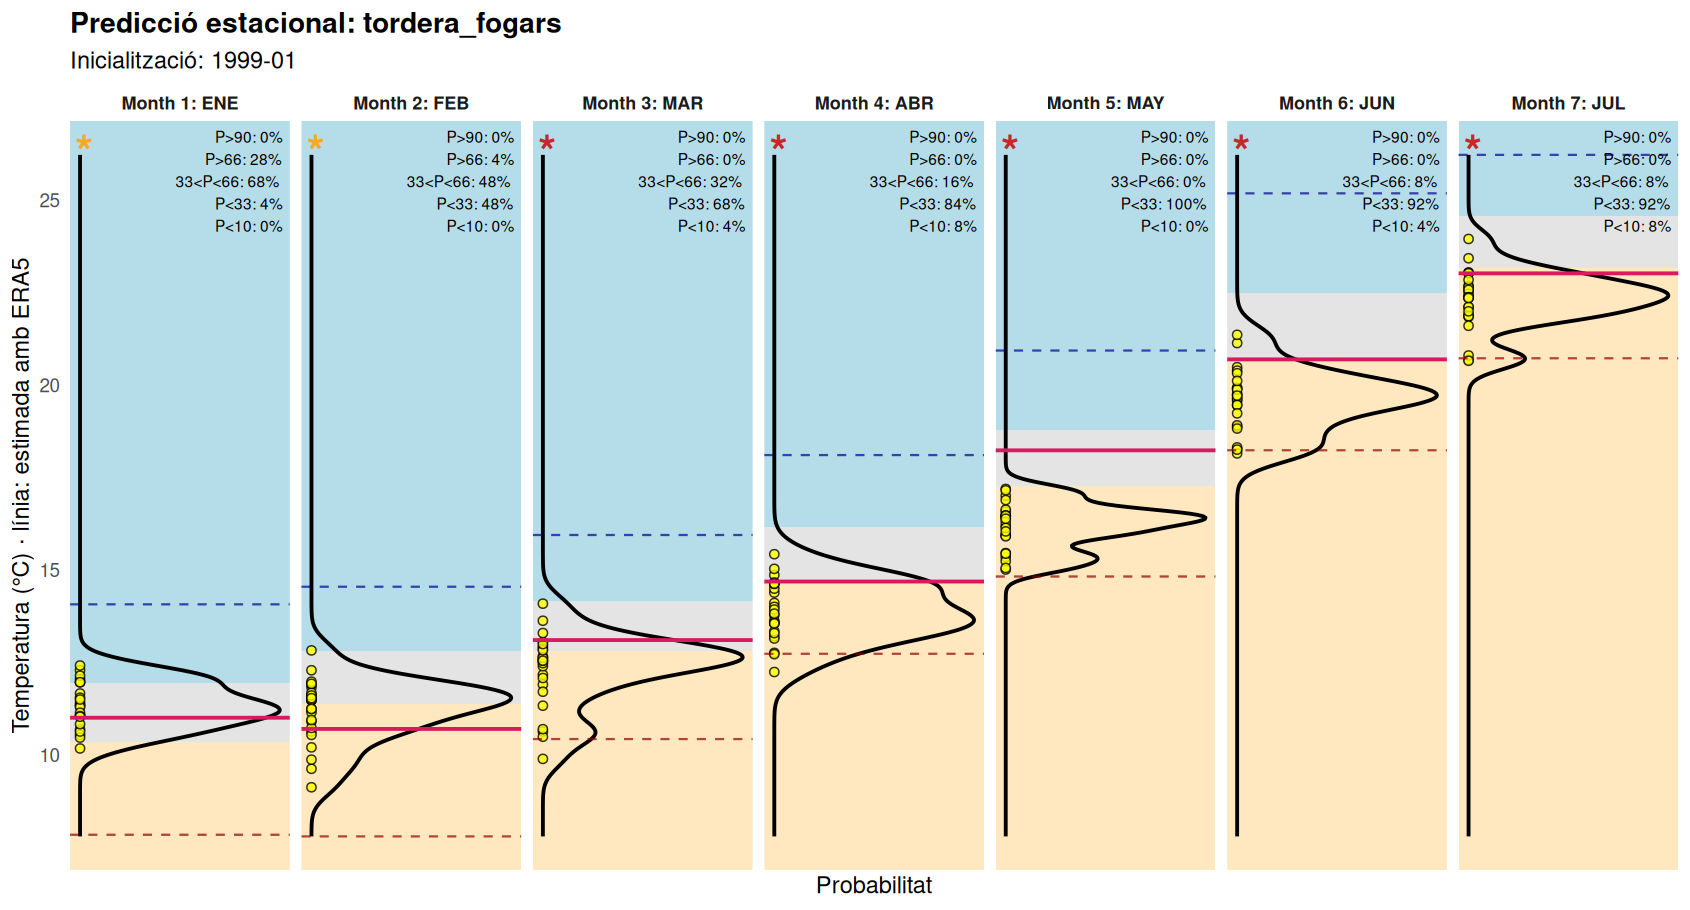 Predicció estacional: tordera_fogars
Inicialització: 1999-01
Month 1: ENE
Month 2: FEB
Month 3: MAR
Month 4: ABR
Month 5: MAY
Month 6: JUN
Month 7: JUL
*
P>90: 0%
P>66: 28%
33<P<66: 68%
P<33: 4%
P<10: 0%
*
P>90: 0%
P>66: 4%
33<P<66: 48%
P<33: 48%
P<10: 0%
*
P>90: 0%
P>66: 0%
33<P<66: 32%
P<33: 68%
P<10: 4%
*
P>90: 0%
P>66: 0%
33<P<66: 16%
P<33: 84%
P<10: 8%
*
P>90: 0%
P>66: 0%
33<P<66: 0%
P<33: 100%
P<10: 0%
*
P>90: 0%
P>66: 0%
33<P<66: 8%
P<33: 92%
P<10: 4%
*
P>90: 0%
P>66: 0%
33<P<66: 8%
P<33: 92%
P<10: 8%
Temperatura (°C) · línia: estimada amb ERA5
25
20
15
10
Probabilitat